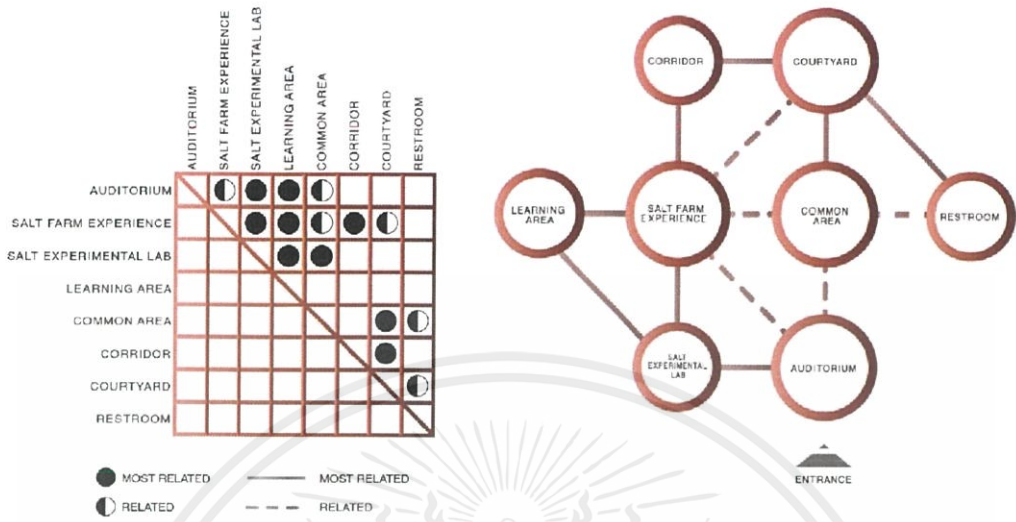 AUDITORIUM
SALT FARM EXPERIENCE
SALT EXPERIMENTAL LAB
LEARNING AREA
COMMON AREA
CORRIDOR
COURTYARD
RESTROOM
AUDITORIUM
SALT FARM EXPERIENCE
SALT EXPERIMENTAL LAB
LEARNING AREA
COMMON AREA
CORRIDOR
COURTYARD
RESTROOM
MOST RELATED
MOST RELATED
RELATED
RELATED
CORRIDOR
COURTYARD
LEARNING
AREA
SALT FARM
EXPERIENCE
COMMON
AREA
RESTROOM
SALT
EXPERIMENTAL
LAB
AUDITORIUM
ENTRANCE